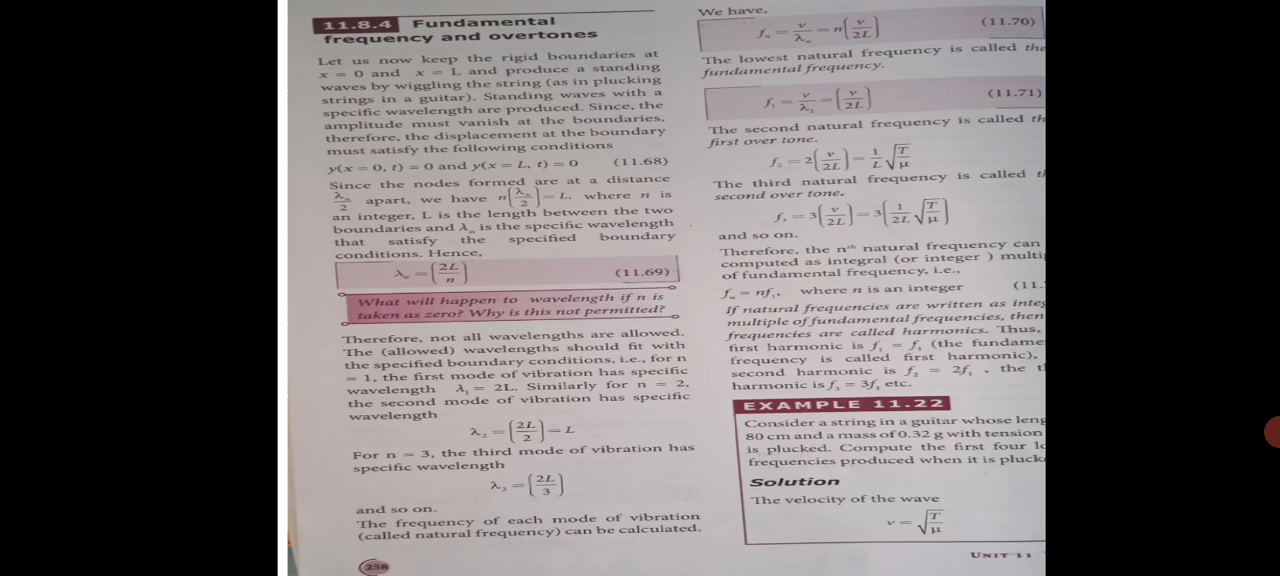 11.8.4 Fundamental
frequency and overtones
Let us now keep the rigid boundaries at
x = 0 and x = L and produce a standing
waves by wiggling the string (as in plucking
strings in a guitar). Standing waves with a
specific wavelength are produced. Since, the
amplitude must vanish at the boundaries,
therefore, the displacement at the boundary
must satisfy the following conditions
y(x = 0, t) = 0 and y(x = L, t) = 0 (11.68)
Since the nodes formed are at a distance
λₙ/2 apart, we have n(λₙ/2) = L, where n is
an integer, L is the length between the two
boundaries and λₙ is the specific wavelength
that satisfy the specified boundary
conditions. Hence,
λₙ = (2L/n) (11.69)
What will happen to wavelength if n is
taken as zero? Why is this not permitted?
Therefore, not all wavelengths are allowed.
The (allowed) wavelengths should fit with
the specified boundary conditions, i.e., for n
= 1, the first mode of vibration has specific
wavelength λ₁ = 2L. Similarly for n = 2,
the second mode of vibration has specific
wavelength
λ₂ = (2L/2) = L
For n = 3, the third mode of vibration has
specific wavelength
λ₃ = (2L/3)
and so on.
The frequency of each mode of vibration
(called natural frequency) can be calculated.
258
We have,
fₙ = v/λₙ = n(v/2L) (11.70)
The lowest natural frequency is called the
fundamental frequency.
f₁ = v/λ₁ = (v/2L) (11.71)
The second natural frequency is called th
first over tone.
f₂ = 2(v/2L) = 1/L √(T/μ)
The third natural frequency is called t
second over tone.
f₃ = 3(v/2L) = 3(1/2L √(T/μ))
and so on.
Therefore, the nᵗʰ natural frequency can
computed as integral (or integer ) multi
of fundamental frequency, i.e.,
fₙ = nf₁, where n is an integer (11.
If natural frequencies are written as integ
multiple of fundamental frequencies, then
frequencies are called harmonics. Thus,
first harmonic is f₁ = f₁ (the fundame
frequency is called first harmonic),
second harmonic is f₂ = 2f₁ , the t
harmonic is f₃ = 3f₁ etc.
EXAMPLE 11.22
Consider a string in a guitar whose leng
80 cm and a mass of 0.32 g with tension
is plucked. Compute the first four lo
frequencies produced when it is pluck
Solution
The velocity of the wave
v = √(T/μ)
UNIT 11